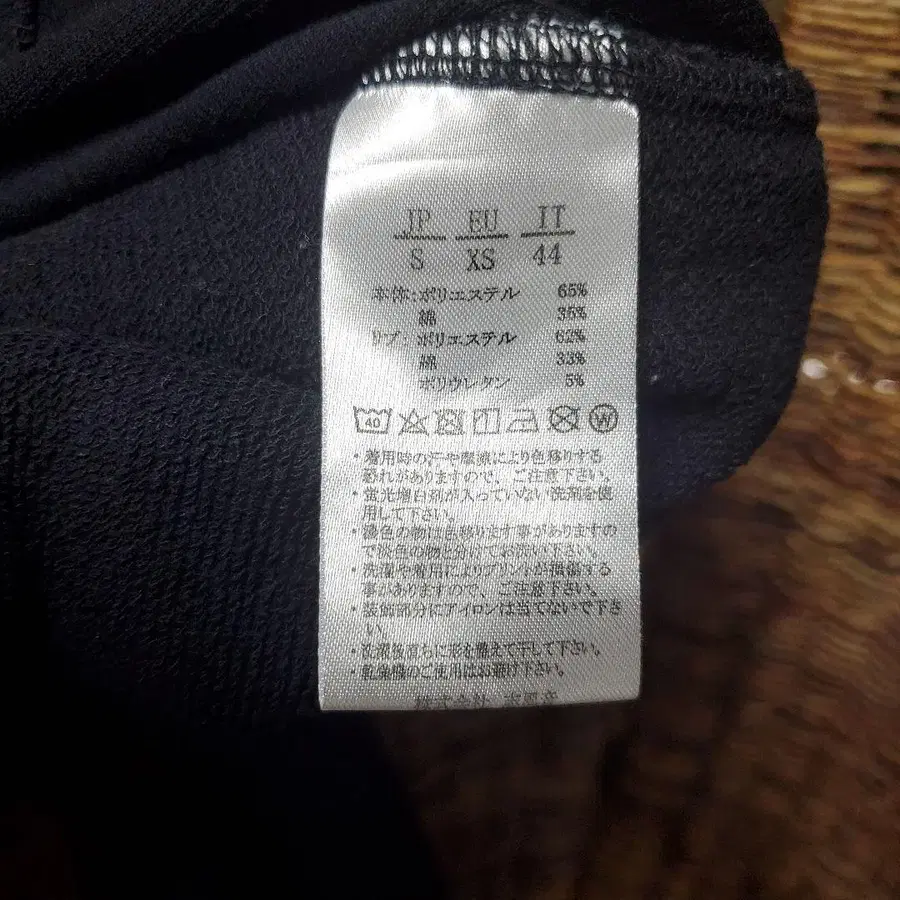 JP EU IT
S XS 44
本体:ポリエステル 65%
綿 35%
リブ:ポリエステル 62%
綿 33%
ポリウレタン 5%
40 W
・着用時の汗や摩擦により色移りする
恐れがありますので、ご注意下さい。
・蛍光増白剤が入っていない洗剤を使
用して下さい。
・濃色の物は色移ります事がありますの
で淡色の物と分けてお洗い下さい。
・洗濯や着用によりプリントが損傷する
事がありますので、ご注意下さい。
・装飾部分にアイロンは当てないで下さ
い。
・洗濯後直ちに形を整えて干して下さい。
・乾燥機のご使用はお避け下さい。
株式会社